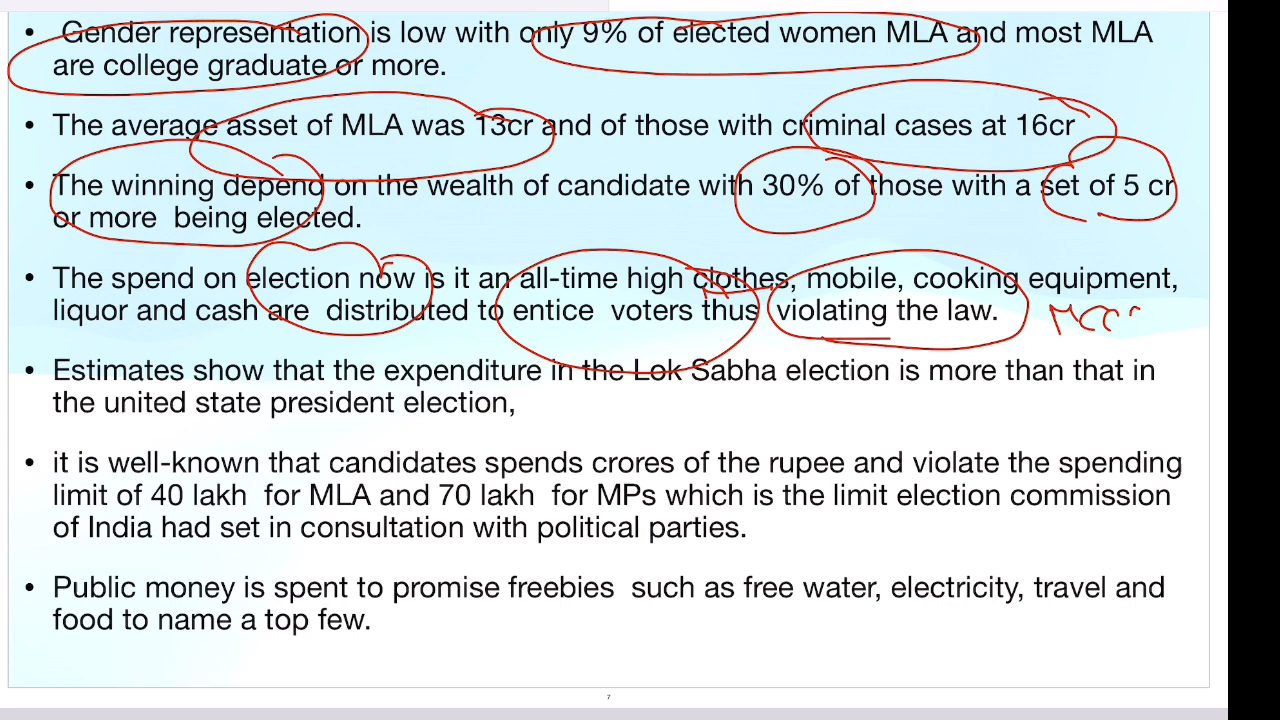 • Gender representation is low with only 9% of elected women MLA and most MLA
are college graduate or more.
• The average asset of MLA was 13cr and of those with criminal cases at 16cr
• The winning depend on the wealth of candidate with 30% of those with a set of 5 cr
or more being elected.
• The spend on election now is it an all-time high clothes, mobile, cooking equipment,
liquor and cash are distributed to entice voters thus violating the law.
• Estimates show that the expenditure in the Lok Sabha election is more than that in
the united state president election,
• it is well-known that candidates spends crores of the rupee and violate the spending
limit of 40 lakh for MLA and 70 lakh for MPs which is the limit election commission
of India had set in consultation with political parties.
• Public money is spent to promise freebies such as free water, electricity, travel and
food to name a top few.
7